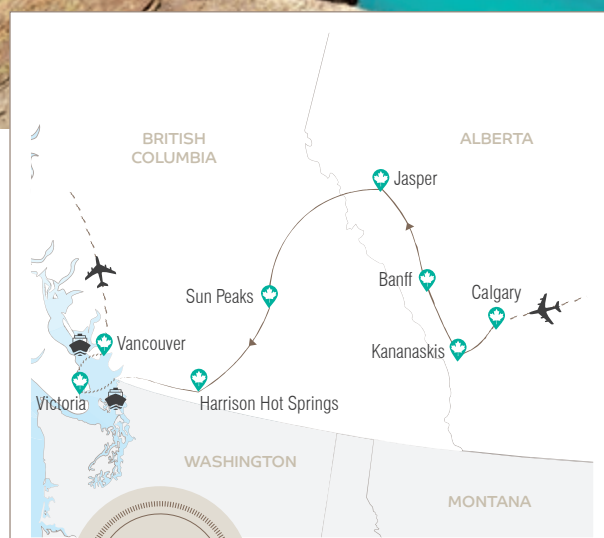 BRITISH
COLUMBIA
ALBERTA
Jasper
Banff
Sun Peaks
Calgary
Vancouver
Kananaskis
Victoria
Harrison Hot Springs
WASHINGTON
MONTANA